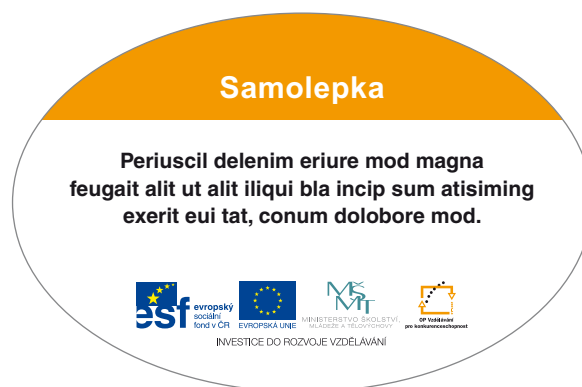 Samolepka
Periuscil delenim eriure mod magna
feugait alit ut alit iliqui bla incip sum atisiming
exerit eui tat, conum dolobore mod.
esf
evropský
sociální
fond v ČR
EVROPSKÁ UNIE
MŠMT
MINISTERSTVO ŠKOLSTVÍ,
MLÁDEŽE A TĚLOVÝCHOVY
OP Vzdělávání
pro konkurenceschopnost
INVESTICE DO ROZVOJE VZDĚLÁVÁNÍ